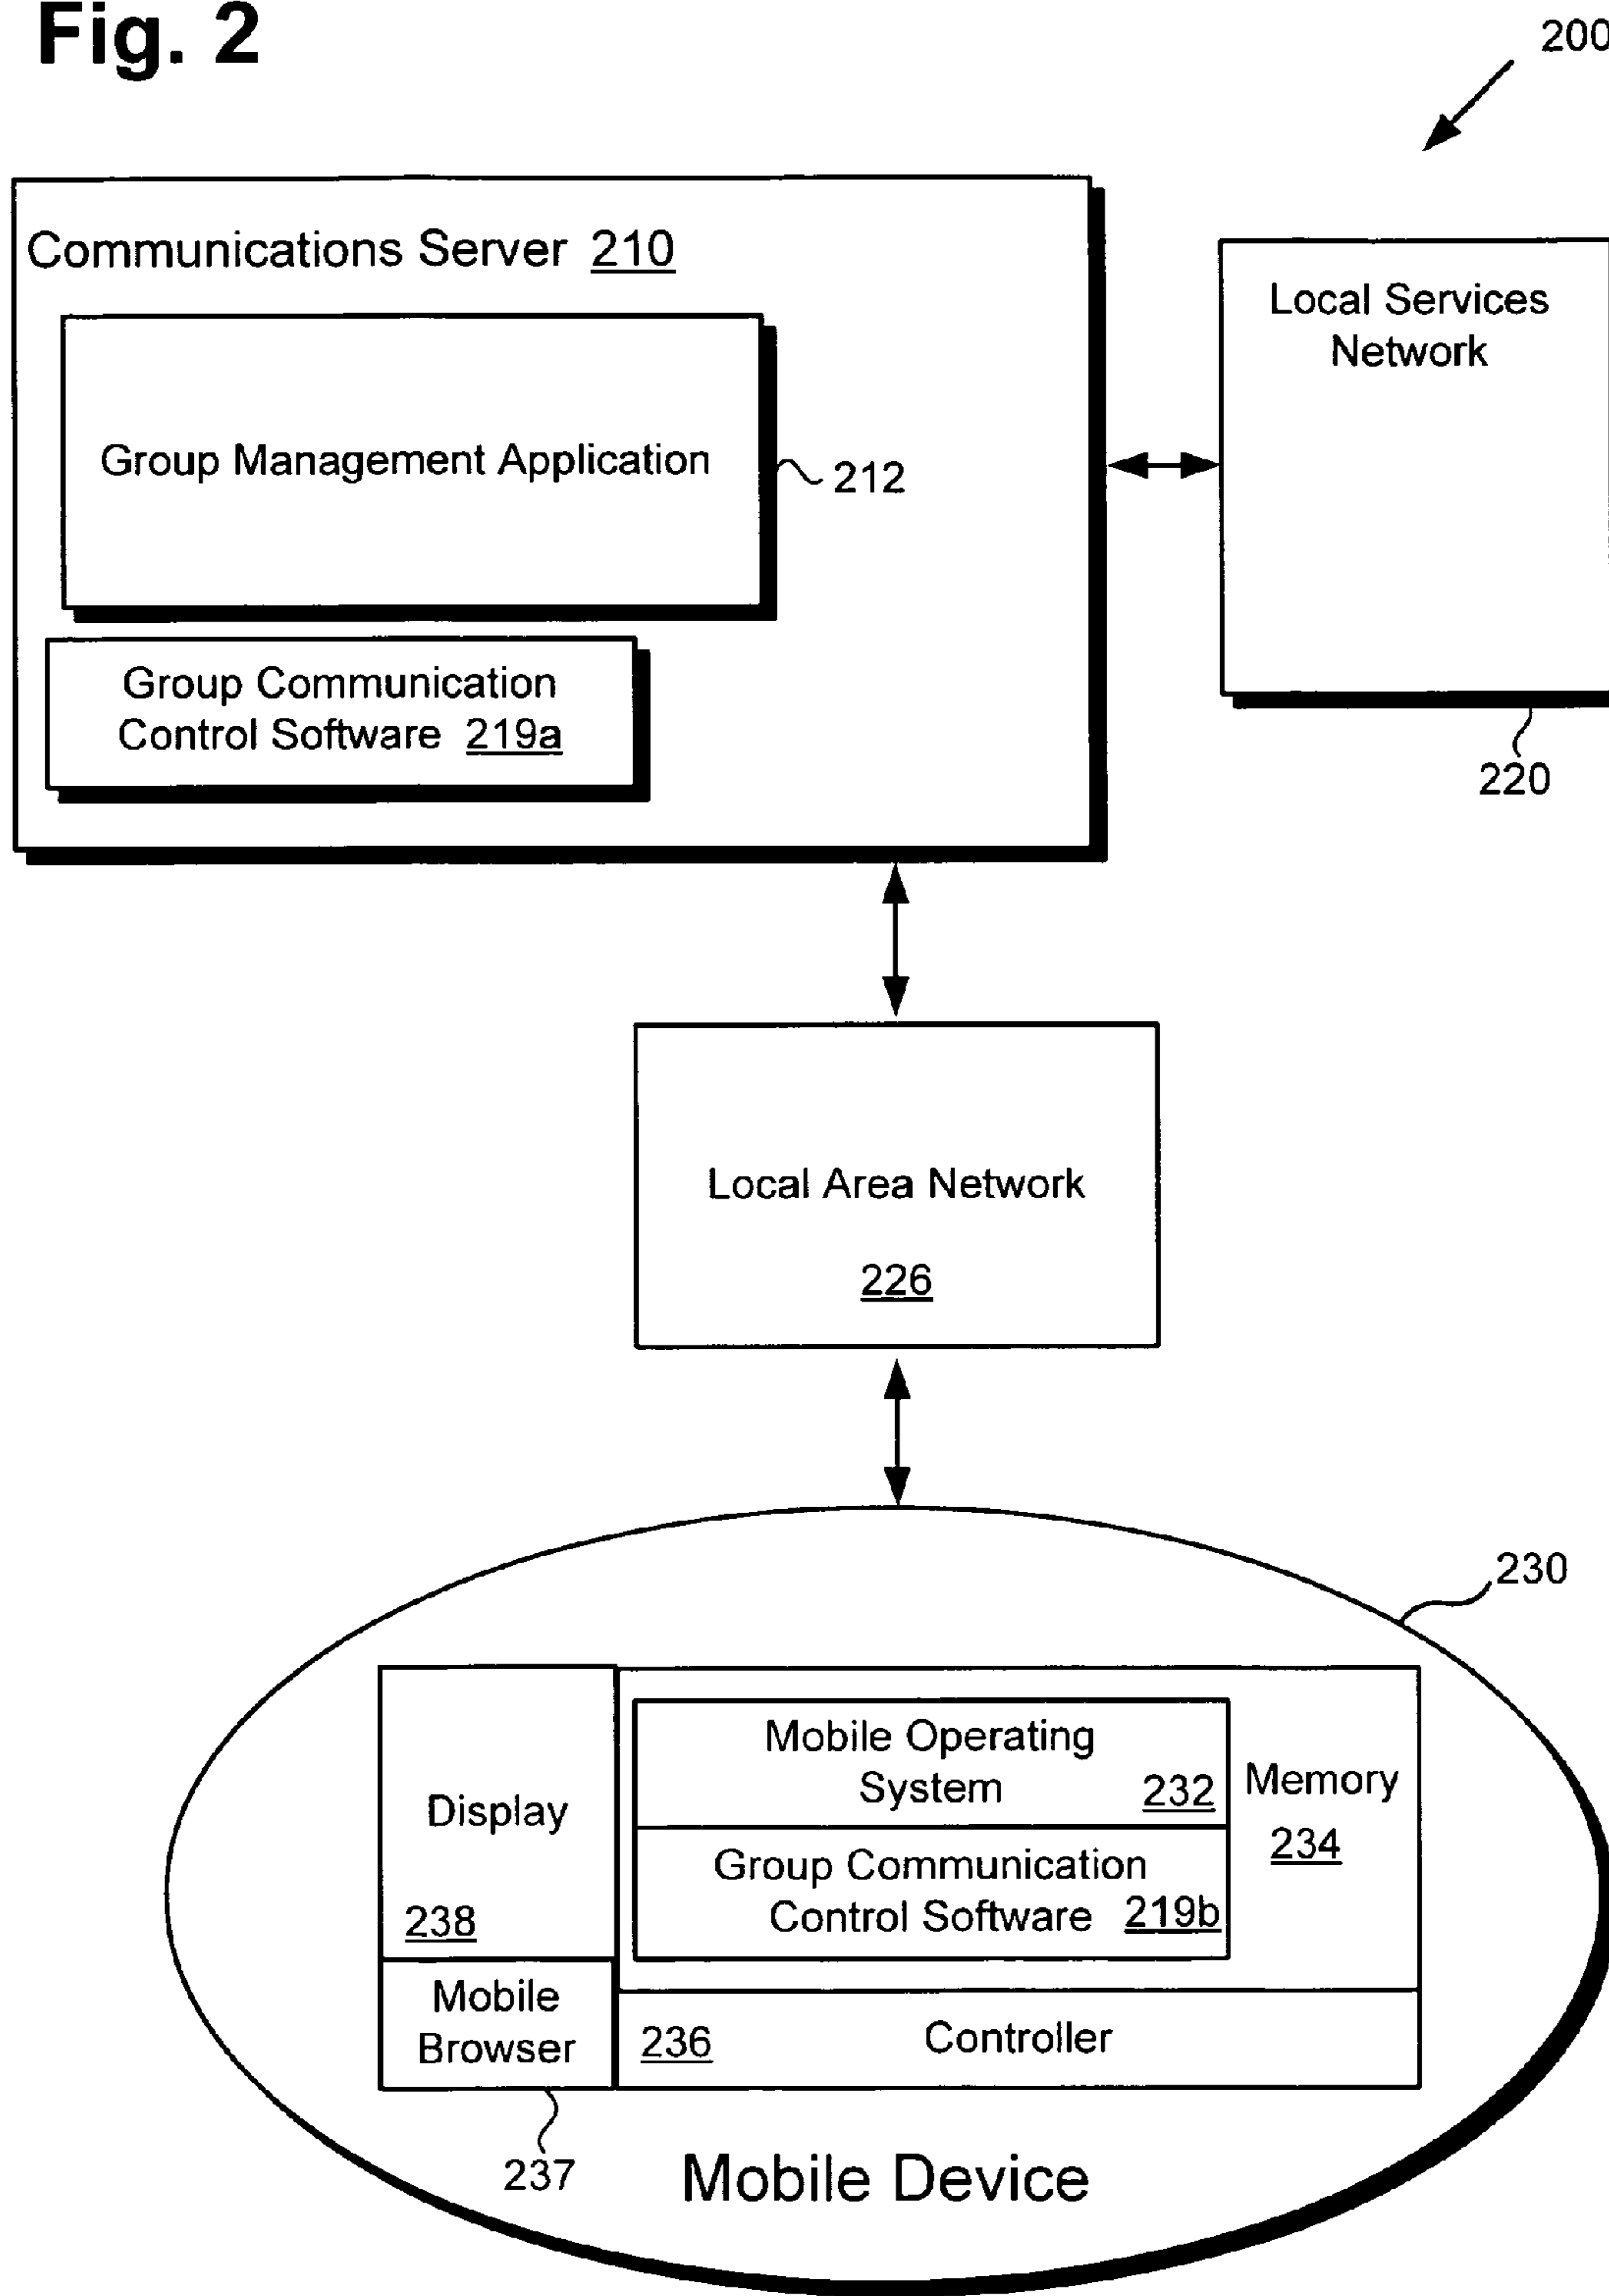 Fig. 2
200
Communications Server 210
Local Services
Network
Group Management Application
212
Group Communication
Control Software 219a
220
Local Area Network
226
230
Mobile Operating
System 232
Memory
234
Display
238
Group Communication
Control Software 219b
Mobile
Browser
236 Controller
237
Mobile Device